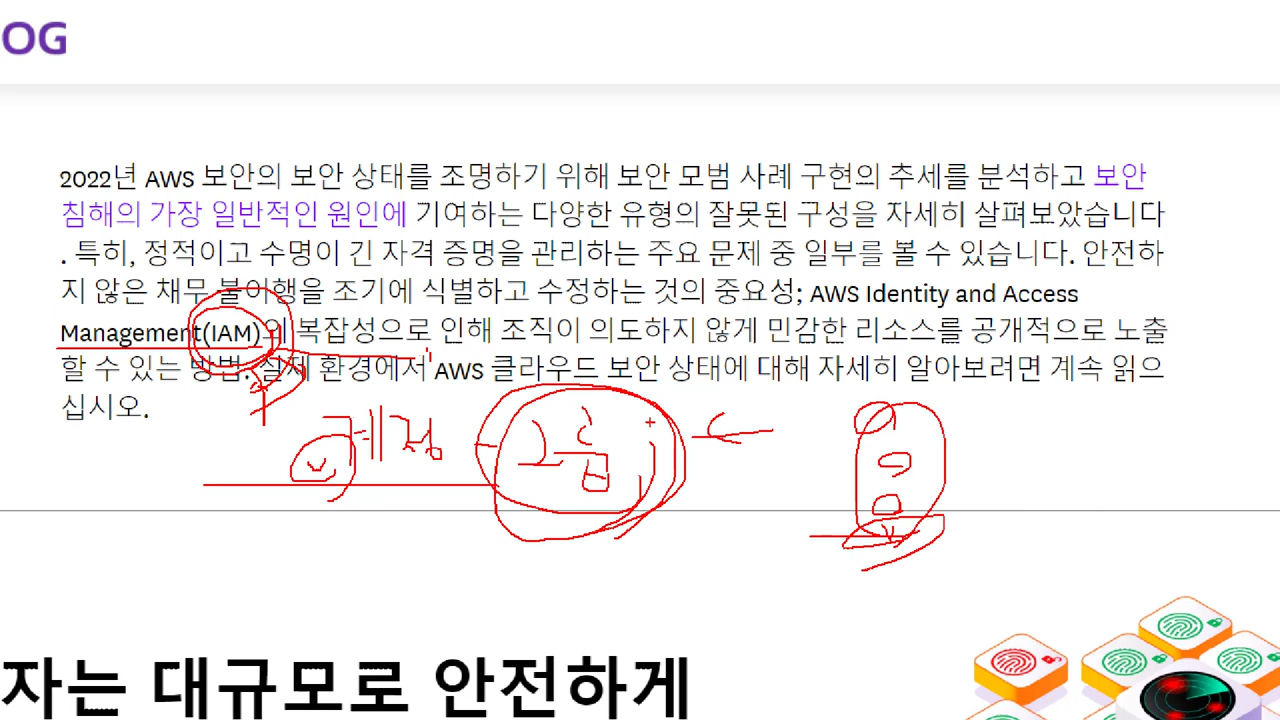 OG
2022년 AWS 보안의 보안 상태를 조명하기 위해 보안 모범 사례 구현의 추세를 분석하고 보안
침해의 가장 일반적인 원인에 기여하는 다양한 유형의 잘못된 구성을 자세히 살펴보았습니다
. 특히, 정적이고 수명이 긴 자격 증명을 관리하는 주요 문제 중 일부를 볼 수 있습니다. 안전하
지 않은 채무 불이행을 조기에 식별하고 수정하는 것의 중요성; AWS Identity and Access
Management(IAM)의 복잡성으로 인해 조직이 의도하지 않게 민감한 리소스를 공개적으로 노출
할 수 있는 방법. 실제 환경에서 AWS 클라우드 보안 상태에 대해 자세히 알아보려면 계속 읽으
십시오.
계정 그룹
자는 대규모로 안전하게